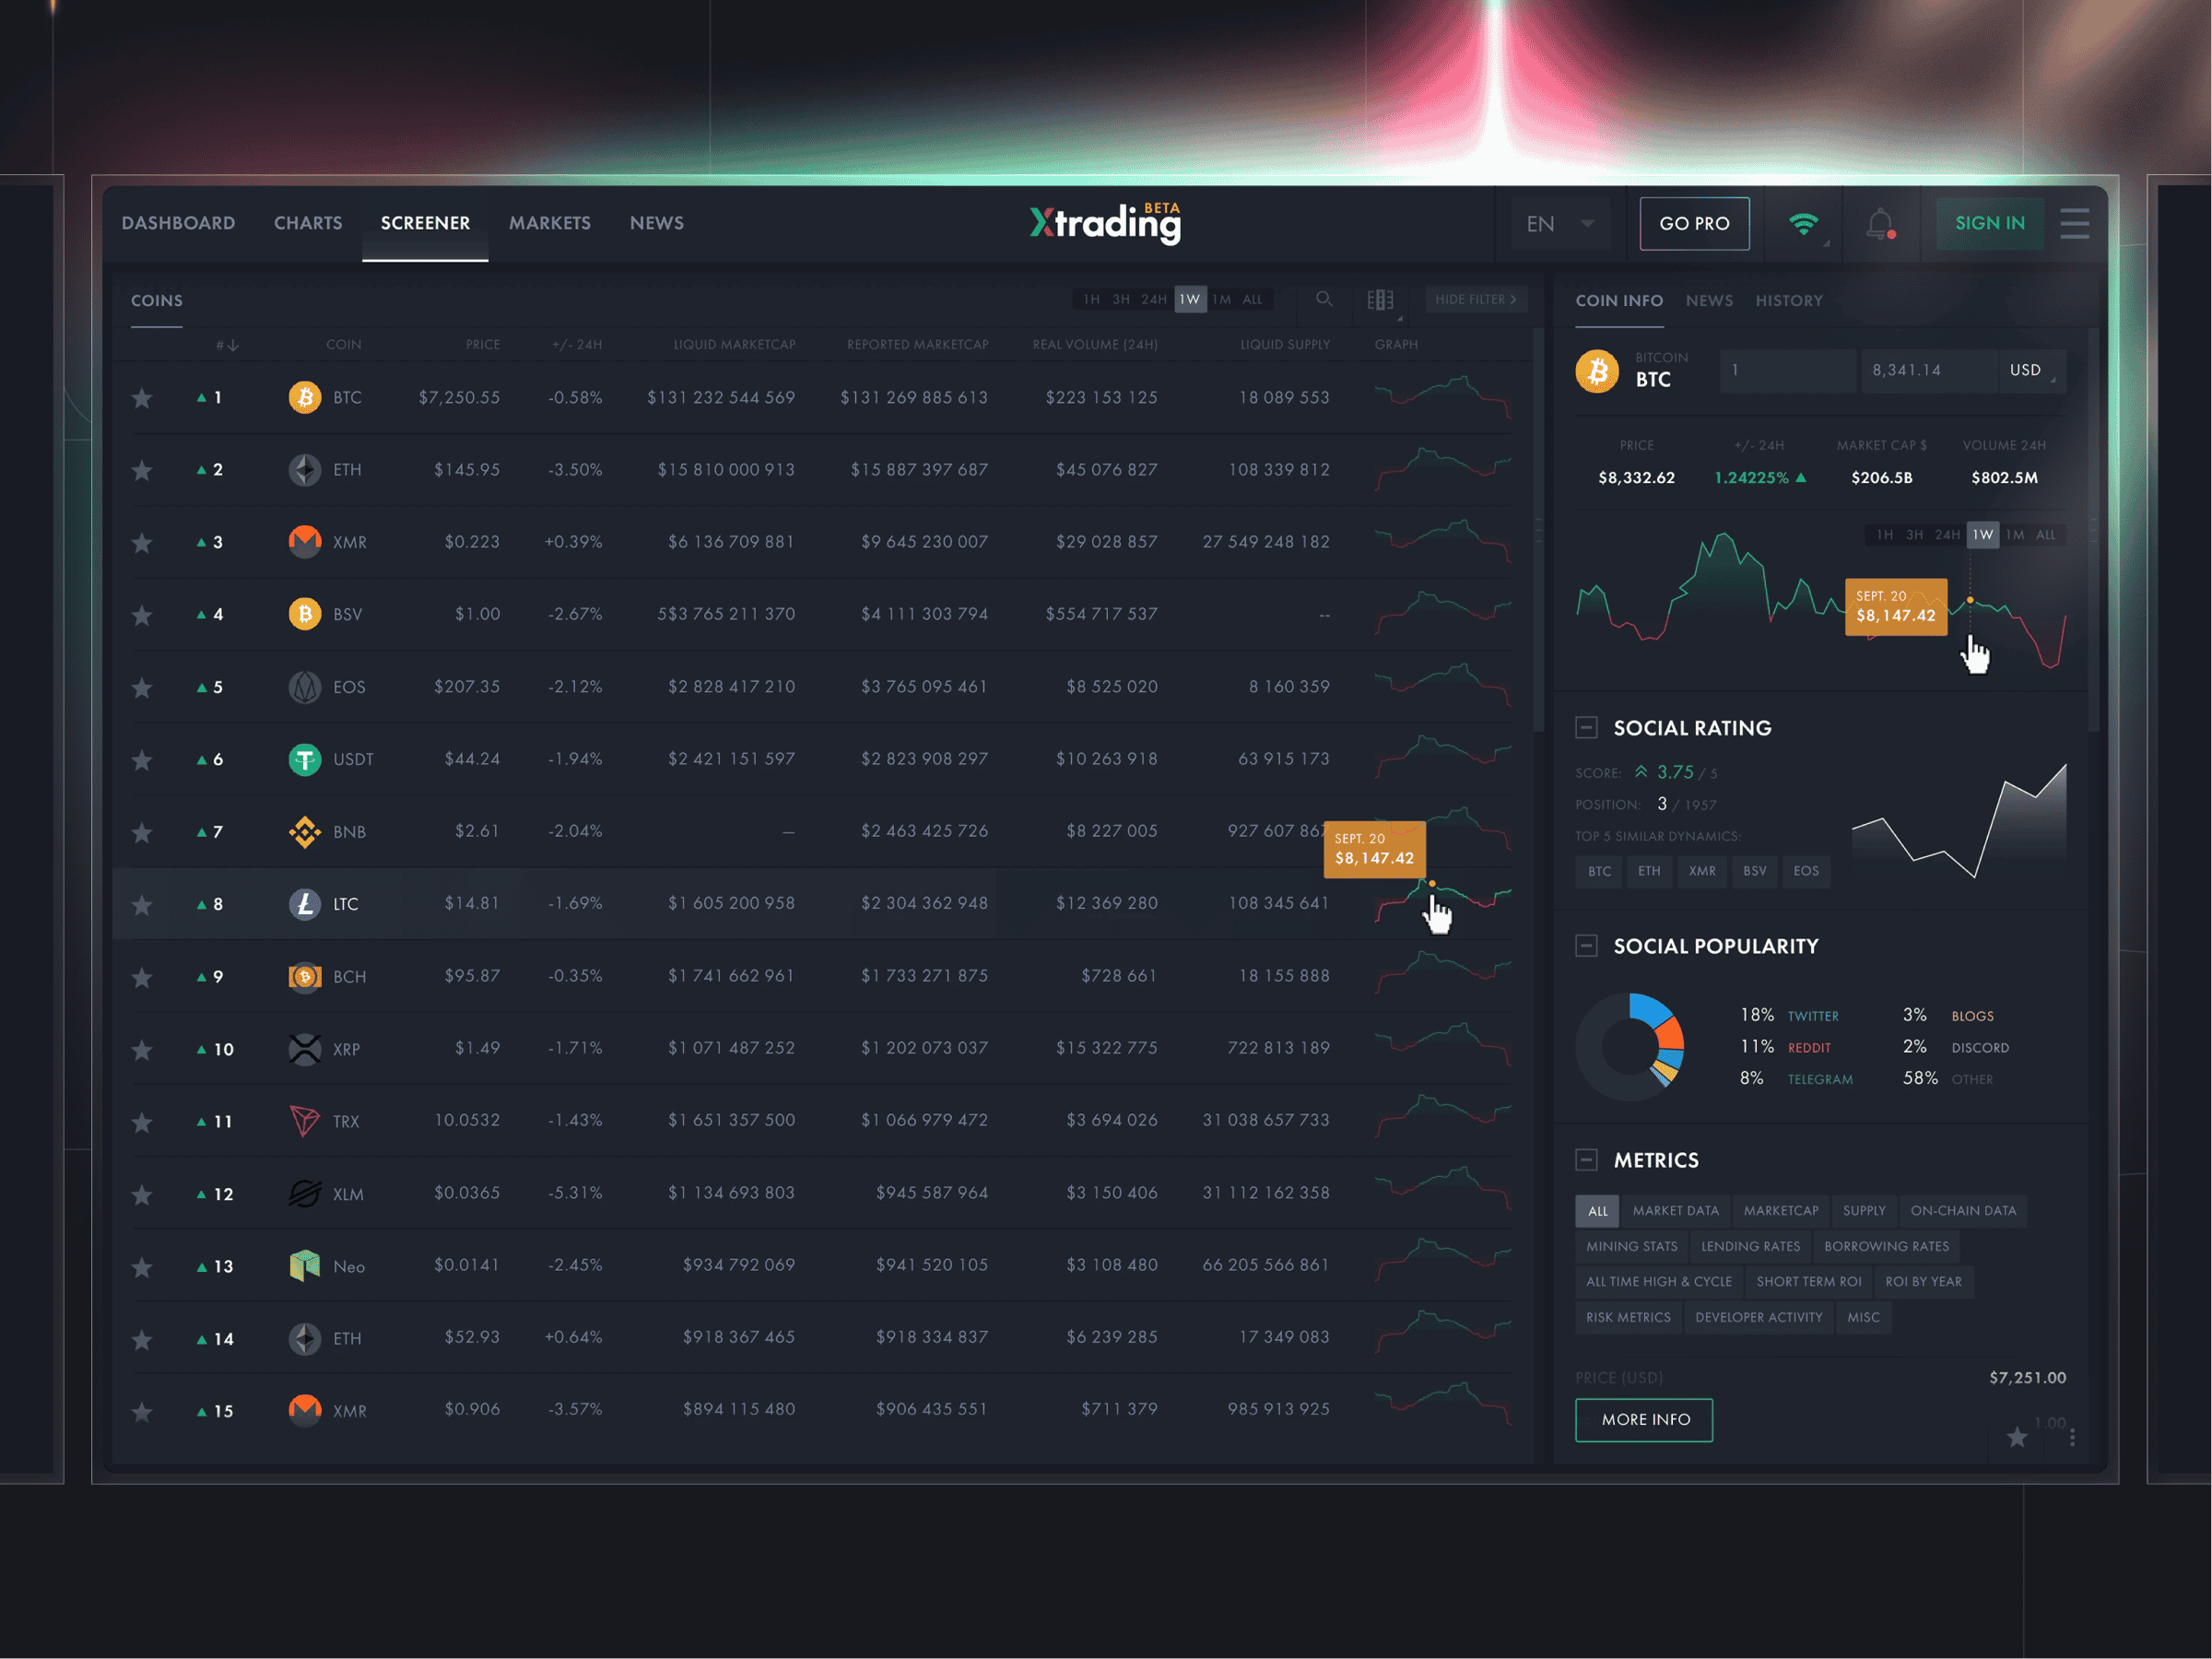 DASHBOARD CHARTS SCREENER MARKETS NEWS Xtrading BETA EN GO PRO SIGN IN
COINS 1H 3H 24H 1W 1M ALL HIDE FILTER >
# COIN PRICE +/- 24H LIQUID MARKETCAP REPORTED MARKETCAP REAL VOLUME (24H) LIQUID SUPPLY GRAPH
1 BTC $7,250.55 -0.58% $131 232 544 569 $131 269 885 613 $223 153 125 18 089 553
2 ETH $145.95 -3.50% $15 810 000 913 $15 887 397 687 $45 076 827 108 339 812
3 XMR $0.223 +0.39% $6 136 709 881 $9 645 230 007 $29 028 857 27 549 248 182
4 BSV $1.00 -2.67% 5$3 765 211 370 $4 111 303 794 $554 717 537 --
5 EOS $207.35 -2.12% $2 828 417 210 $3 765 095 461 $8 525 020 8 160 359
6 USDT $44.24 -1.94% $2 421 151 597 $2 823 908 297 $10 263 918 63 915 173
7 BNB $2.61 -2.04% — $2 463 425 726 $8 227 005 927 607 867
SEPT. 20
$8,147.42
8 LTC $14.81 -1.69% $1 605 200 958 $2 304 362 948 $12 369 280 108 345 641
9 BCH $95.87 -0.35% $1 741 662 961 $1 733 271 875 $728 661 18 155 888
10 XRP $1.49 -1.71% $1 071 487 252 $1 202 073 037 $15 322 775 722 813 189
11 TRX 10.0532 -1.43% $1 651 357 500 $1 066 979 472 $3 694 026 31 038 657 733
12 XLM $0.0365 -5.31% $1 134 693 803 $945 587 964 $3 150 406 31 112 162 358
13 Neo $0.0141 -2.45% $934 792 069 $941 520 105 $3 108 480 66 205 566 861
14 ETH $52.93 +0.64% $918 367 465 $918 334 837 $6 239 285 17 349 083
15 XMR $0.906 -3.57% $894 115 480 $906 435 551 $711 379 985 913 925
COIN INFO NEWS HISTORY
BITCOIN
BTC 1 8,341.14 USD
PRICE +/- 24H MARKET CAP $ VOLUME 24H
$8,332.62 1.24225% $206.5B $802.5M
1H 3H 24H 1W 1M ALL
SEPT. 20
$8,147.42
SOCIAL RATING
SCORE: 3.75 / 5
POSITION: 3 / 1957
TOP 5 SIMILAR DYNAMICS:
BTC ETH XMR BSV EOS
SOCIAL POPULARITY
18% TWITTER 3% BLOGS
11% REDDIT 2% DISCORD
8% TELEGRAM 58% OTHER
METRICS
ALL MARKET DATA MARKETCAP SUPPLY ON-CHAIN DATA
MINING STATS LENDING RATES BORROWING RATES
ALL TIME HIGH & CYCLE SHORT TERM ROI ROI BY YEAR
RISK METRICS DEVELOPER ACTIVITY MISC
PRICE (USD) $7,251.00
MORE INFO 1.00